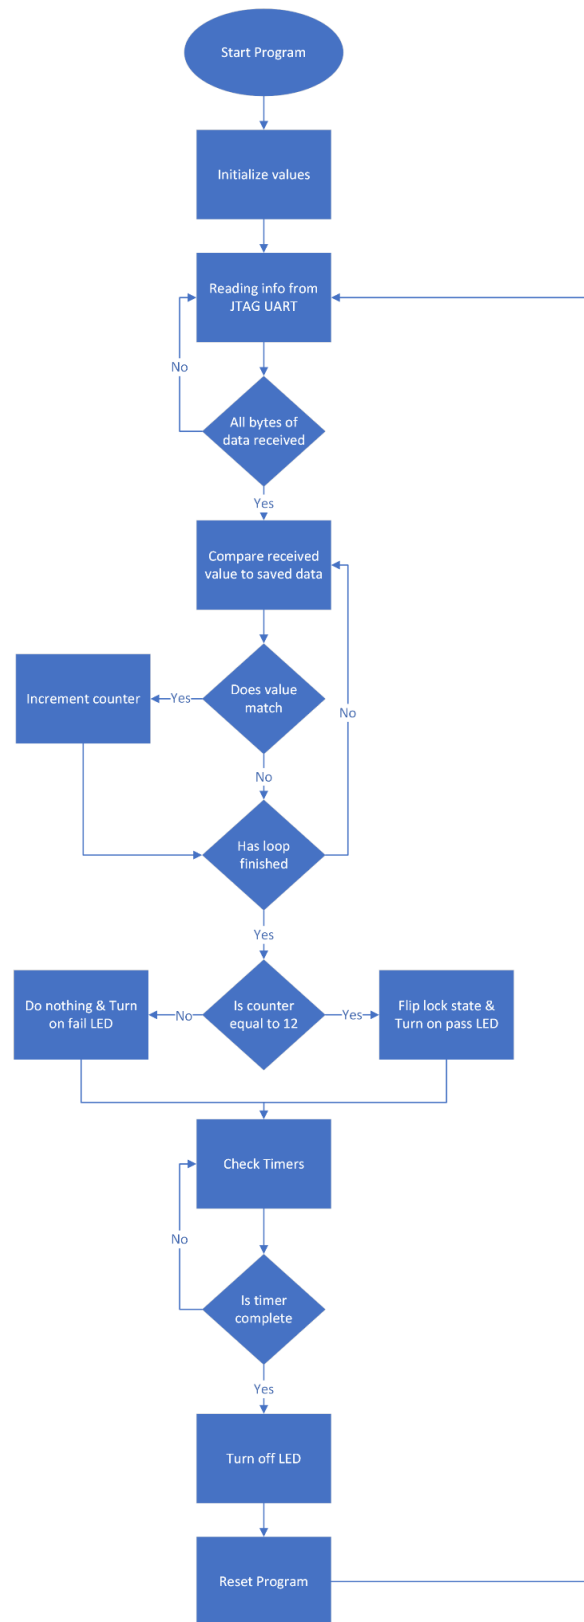 Start Program
Initialize values
Reading info from
JTAG UART
No
All bytes of
data received
Yes
Compare received
value to saved data
Increment counter
Yes
Does value
match
No
No
Has loop
finished
Yes
Do nothing & Turn
on fail LED
No
Is counter
equal to 12
Yes
Flip lock state &
Turn on pass LED
Check Timers
No
Is timer
complete
Yes
Turn off LED
Reset Program